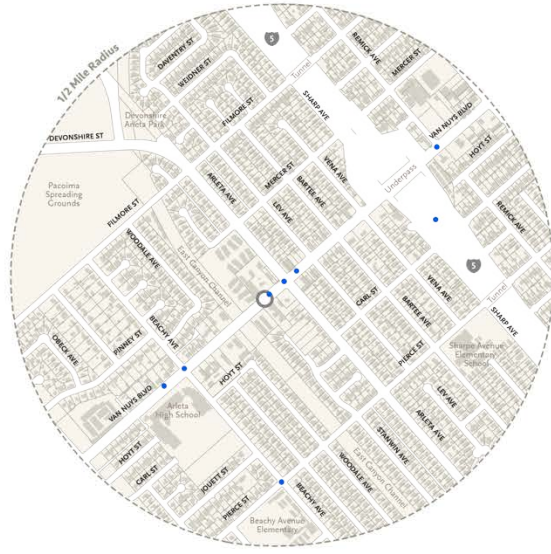 DAVENTRY ST
WEIDNER ST
REMICK AVE
MERCER ST
5
Tunnel
1/2 Mile Radius
FILMORE ST
SHARP AVE
VAN NUYS BLVD
HOYT ST
Devonshire
Arleta Park
DEVONSHIRE ST
MERCER ST
VENA AVE
BARTEE AVE
Underpass
ARLETA AVE
LEV AVE
Pacoima
Spreading
Grounds
FILMORE ST
REMICK AVE
WOODALE AVE
East Canyon Channel
5
VENA AVE
Tunnel
CARL ST
BARTEE AVE
SHARP AVE
PINNEY ST
BEACHY AVE
OBECK AVE
PIERCE ST
Sharpe Avenue
Elementary
School
HOYT ST
VAN NUYS BLVD
Arleta
High School
LEV AVE
ARLETA AVE
STANWIN AVE
HOYT ST
CARL ST
East Canyon Channel
WOODALE AVE
JOUETT ST
PIERCE ST
BEACHY AVE
Beachy Avenue
Elementary